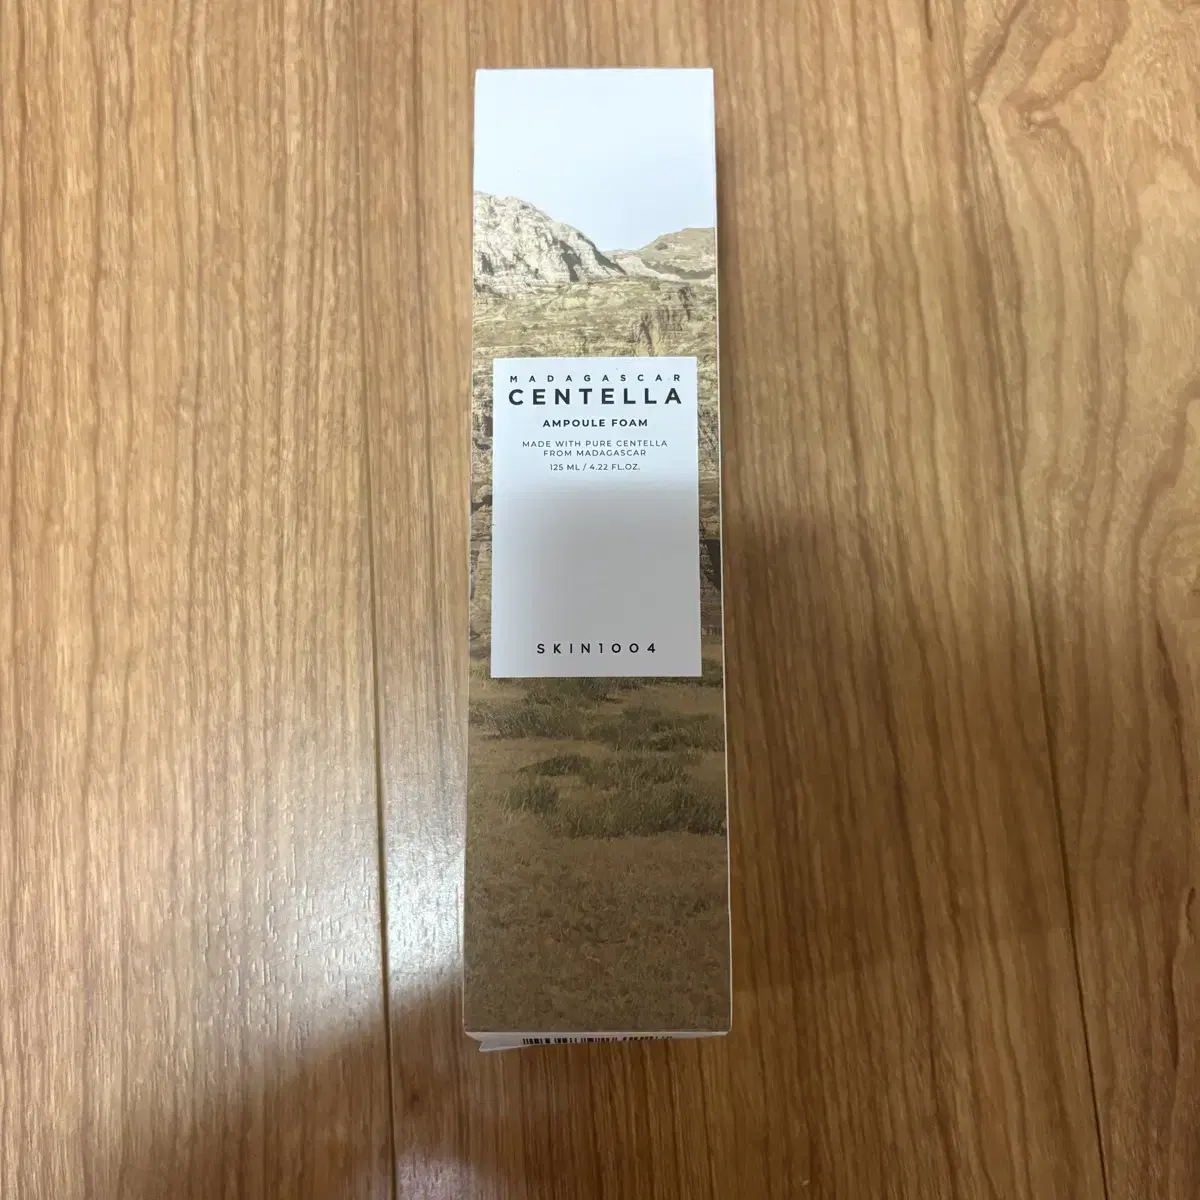 MADAGASCAR
CENTELLA
AMPOULE FOAM
MADE WITH PURE CENTELLA
FROM MADAGASCAR
125 ML / 4.22 FL.OZ.
SKIN1004